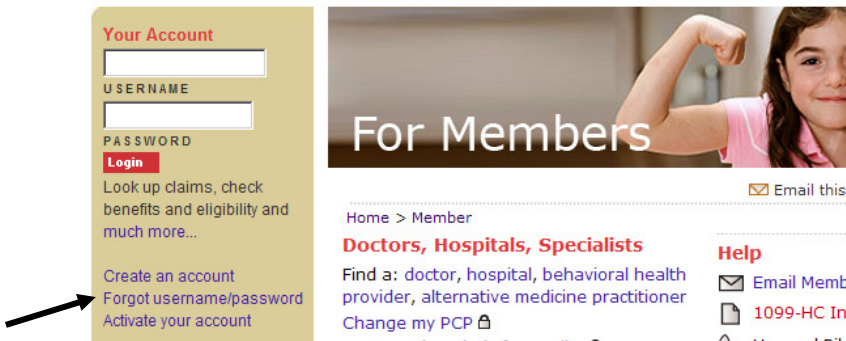 Your Account
USERNAME
PASSWORD
Login
Look up claims, check
benefits and eligibility and
much more...
Create an account
Forgot username/password
Activate your account
For Members
Email this
Home > Member
Doctors, Hospitals, Specialists
Find a: doctor, hospital, behavioral health
provider, alternative medicine practitioner
Change my PCP
Help
Email Memb
1099-HC In